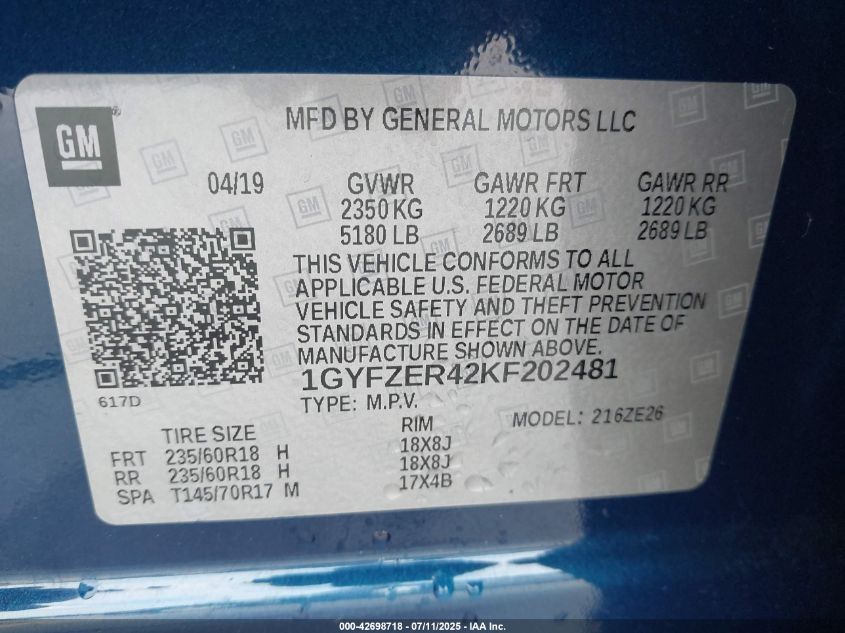 GM
MFD BY GENERAL MOTORS LLC
04/19 GVWR GAWR FRT GAWR RR
2350 KG 1220 KG 1220 KG
5180 LB 2689 LB 2689 LB
THIS VEHICLE CONFORMS TO ALL
APPLICABLE U.S. FEDERAL MOTOR
VEHICLE SAFETY AND THEFT PREVENTION
STANDARDS IN EFFECT ON THE DATE OF
MANUFACTURE SHOWN ABOVE.
1GYFZER42KF202481
617D
TYPE: M.P.V. MODEL: 216ZE26
TIRE SIZE RIM
FRT 235/60R18 H 18X8J
RR 235/60R18 H 18X8J
SPA T145/70R17 M 17X4B
000-42698718 - 07/11/2025 - IAA Inc.